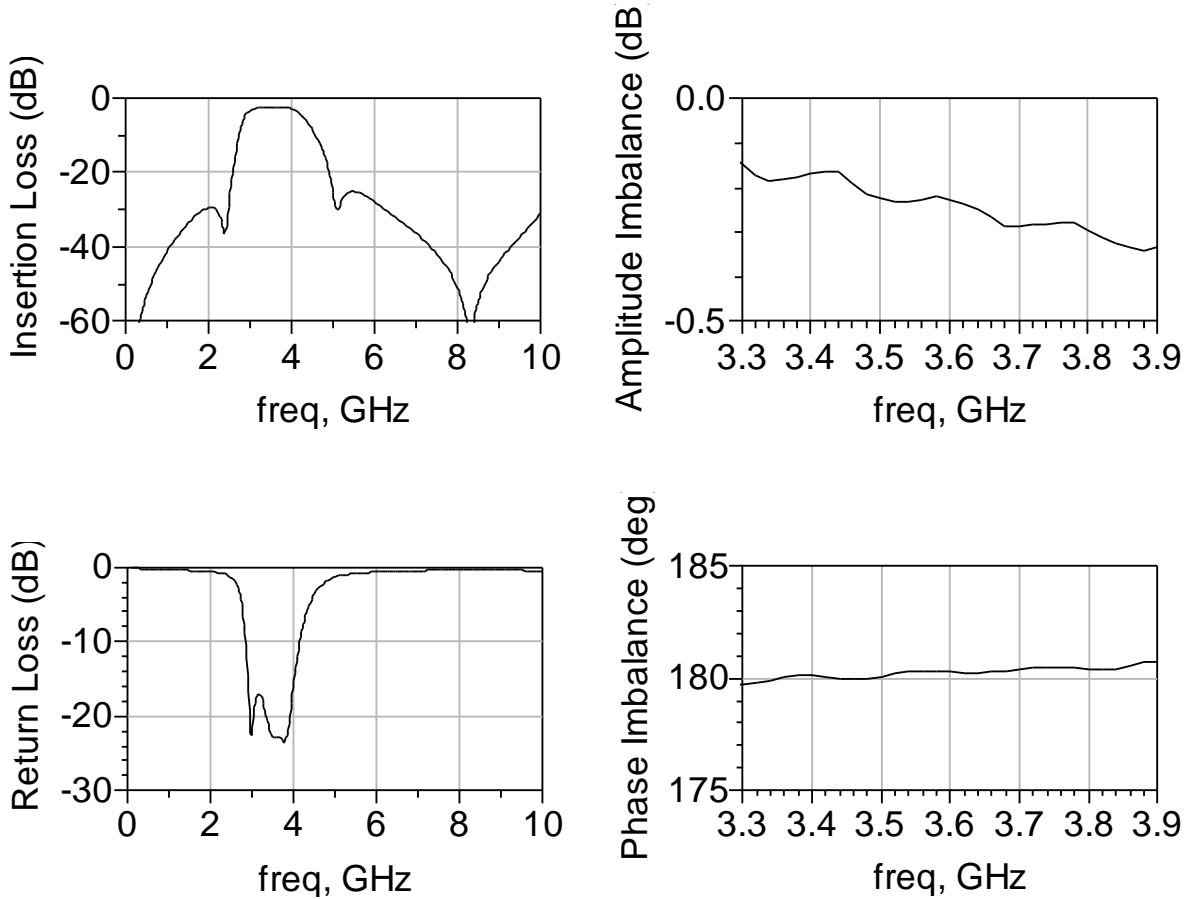 Insertion Loss (dB)
0
-20
-40
-60
0 2 4 6 8 10
freq, GHz
Amplitude Imbalance (dB
0.0
-0.5
3.3 3.4 3.5 3.6 3.7 3.8 3.9
freq, GHz
Return Loss (dB)
0
-10
-20
-30
0 2 4 6 8 10
freq, GHz
Phase Imbalance (deg
185
180
175
3.3 3.4 3.5 3.6 3.7 3.8 3.9
freq, GHz